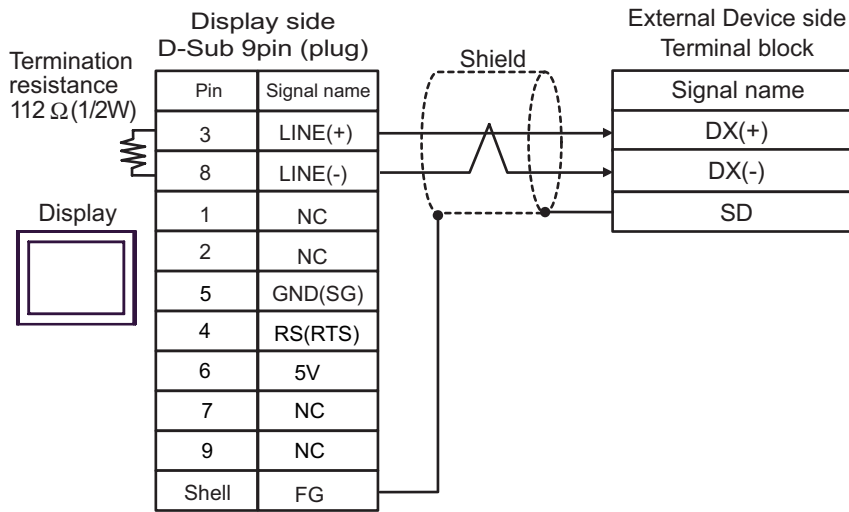 Display side
D-Sub 9pin (plug)
External Device side
Terminal block
Termination
resistance
112 Ω(1/2W)
Shield
Pin Signal name
3 LINE(+)
8 LINE(-)
1 NC
2 NC
5 GND(SG)
4 RS(RTS)
6 5V
7 NC
9 NC
Shell FG
Display
Signal name
DX(+)
DX(-)
SD